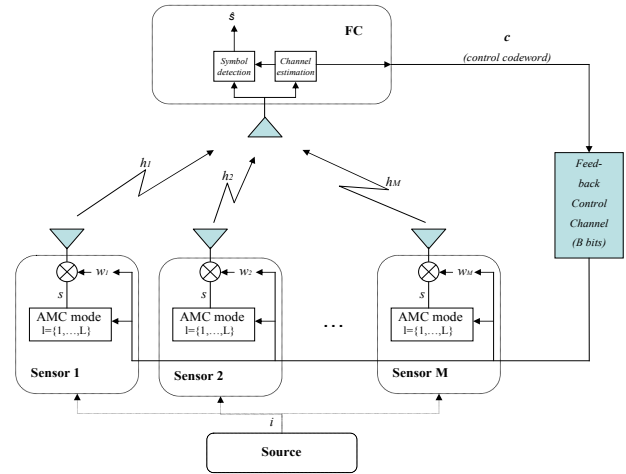 ŝ
FC
Symbol
detection
Channel
estimation
c
(control codeword)
h1
h2
hM
Feed-
back
Control
Channel
(B bits)
w1
w2
wM
s
s
s
AMC mode
l={1,…,L}
AMC mode
l={1,…,L}
AMC mode
l={1,…,L}
...
Sensor 1
Sensor 2
Sensor M
i
Source